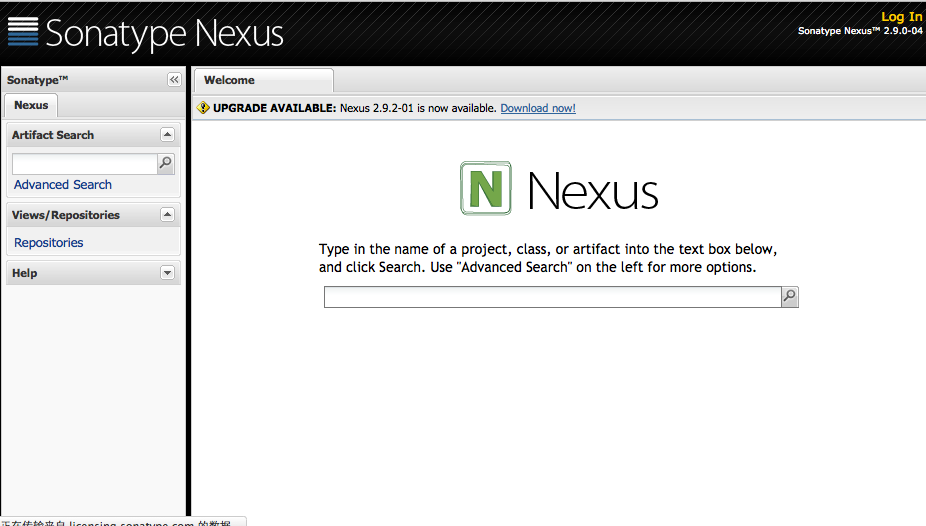 Sonatype Nexus
Log In
Sonatype Nexus™ 2.9.0-04
Sonatype™
Nexus
Artifact Search
Advanced Search
Views/Repositories
Repositories
Help
Welcome
UPGRADE AVAILABLE: Nexus 2.9.2-01 is now available. Download now!
N Nexus
Type in the name of a project, class, or artifact into the text box below,
and click Search. Use "Advanced Search" on the left for more options.
正在传输来自 licensing.sonatype.com 的数据